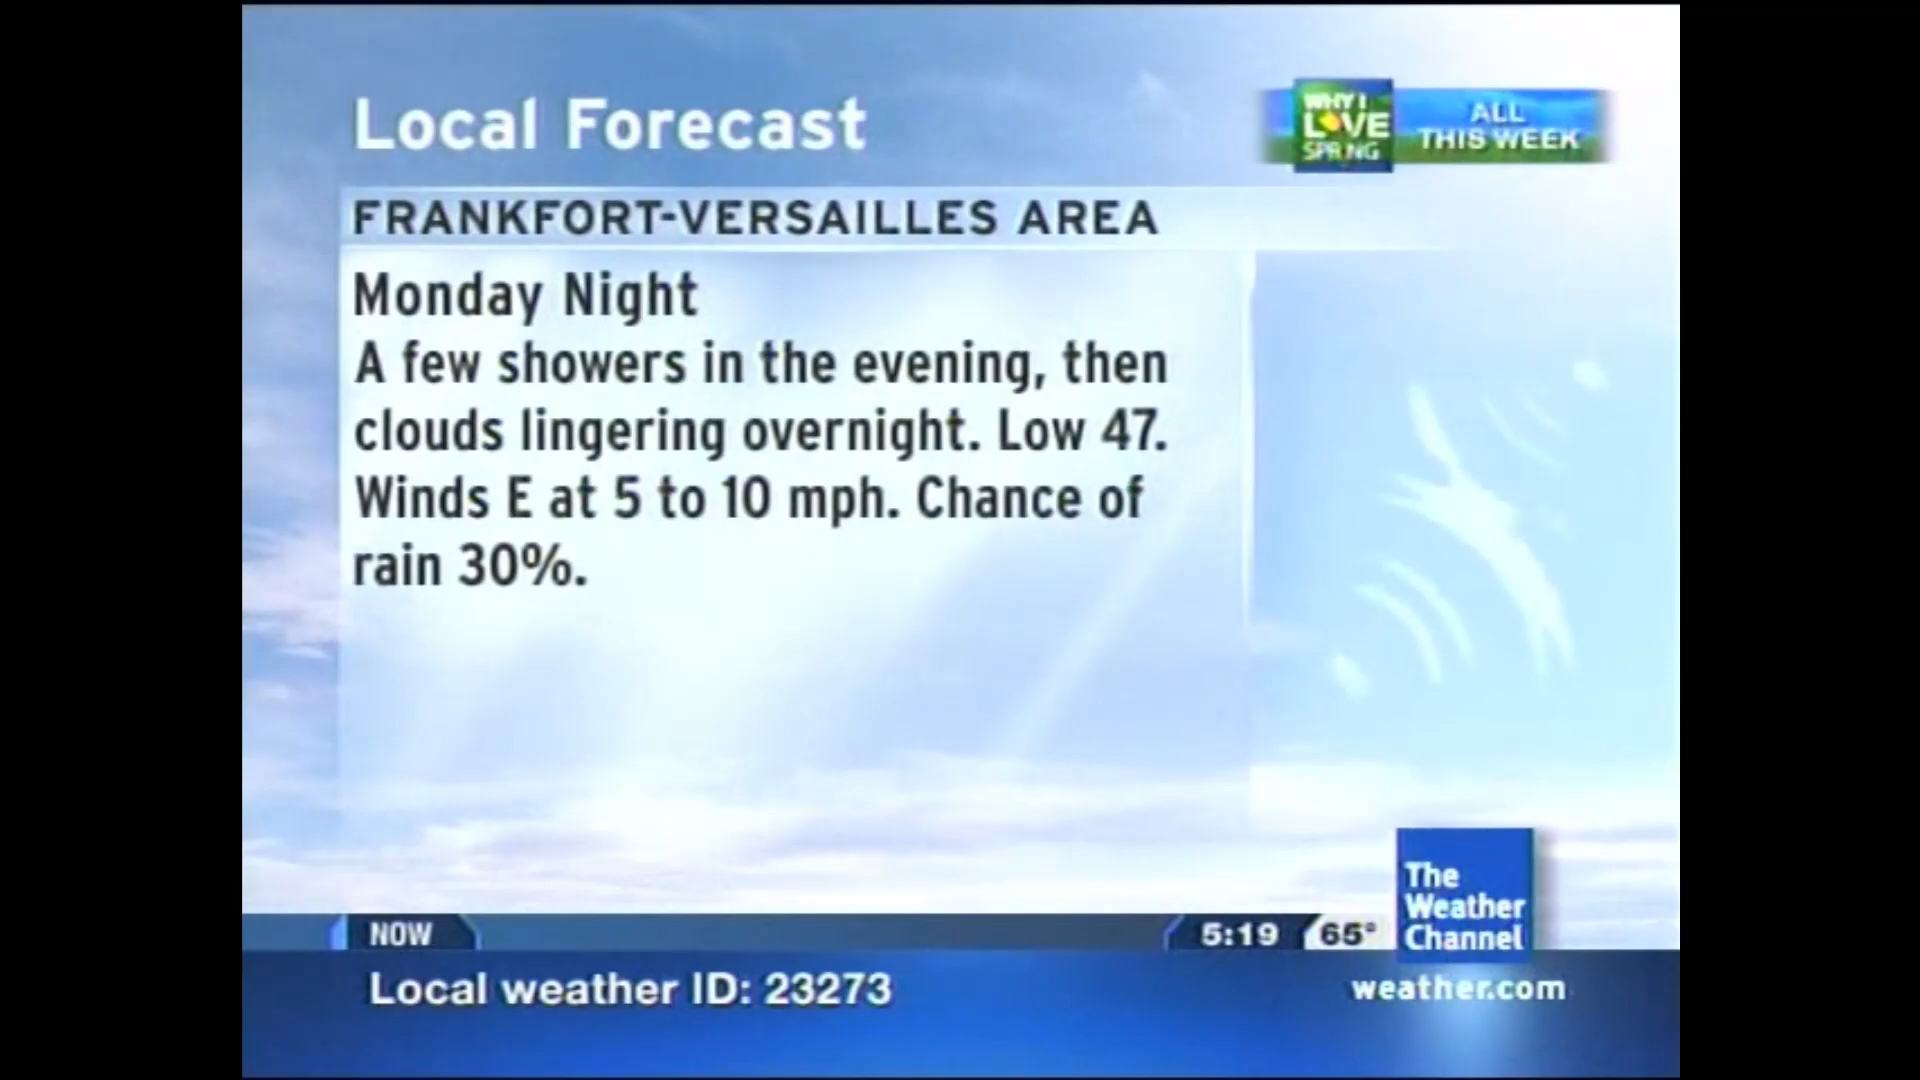 Local Forecast
WHY I
LOVE
SPRING
ALL
THIS WEEK
FRANKFORT-VERSAILLES AREA
Monday Night
A few showers in the evening, then
clouds lingering overnight. Low 47.
Winds E at 5 to 10 mph. Chance of
rain 30%.
NOW
5:19
65°
The
Weather
Channel
Local weather ID: 23273
weather.com